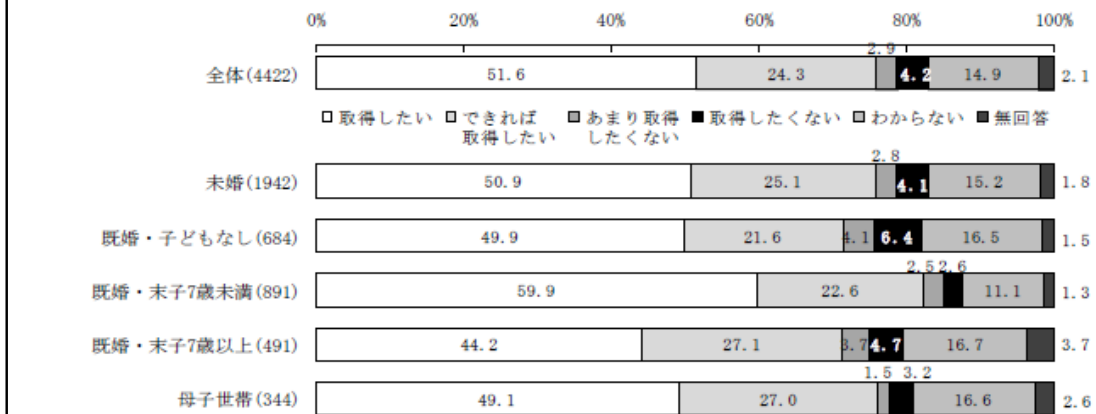 0% 20% 40% 60% 80% 100%
2.9
全体(4422) 51.6 24.3 4.2 14.9 2.1
取得したい できれば あまり取得 取得したくない わからない 無回答
取得したい したくない
2.8
未婚(1942) 50.9 25.1 4.1 15.2 1.8
既婚・子どもなし(684) 49.9 21.6 4.1 6.4 16.5 1.5
2.5 2.6
既婚・末子7歳未満(891) 59.9 22.6 11.1 1.3
既婚・末子7歳以上(491) 44.2 27.1 3.7 4.7 16.7 3.7
1.5 3.2
母子世帯(344) 49.1 27.0 16.6 2.6